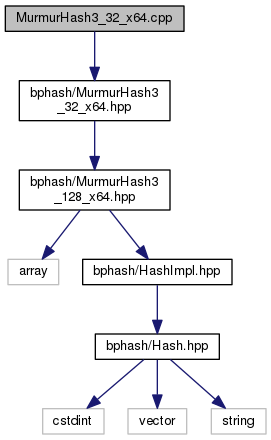 MurmurHash3_32_x64.cpp
bphash/MurmurHash3
_32_x64.hpp
bphash/MurmurHash3
_128_x64.hpp
array
bphash/HashImpl.hpp
bphash/Hash.hpp
cstdint
vector
string